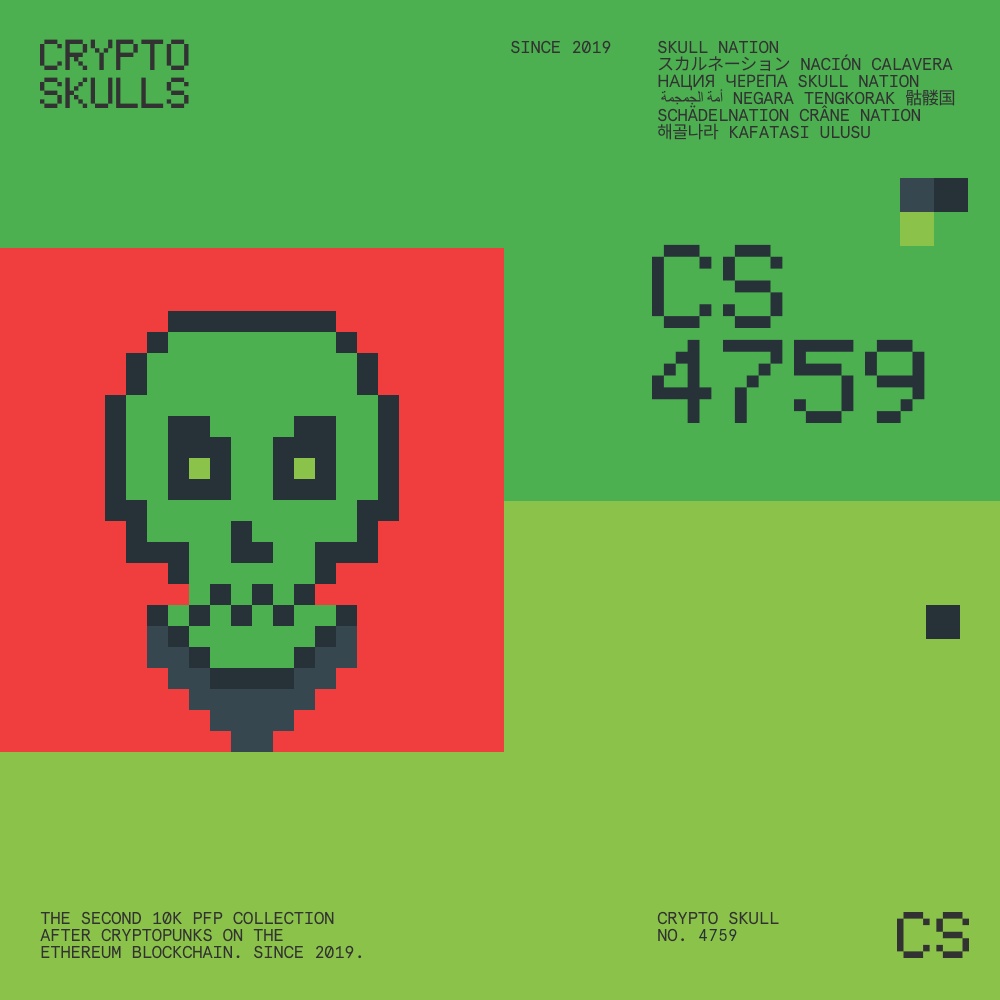 CRYPTO
SKULLS
SINCE 2019
SKULL NATION
スカルネーション NACIÓN CALAVERA
НАЦИЯ ЧЕРЕПА SKULL NATION
أمة الجمجمة NEGARA TENGKORAK 骷髅国
SCHÄDELNATION CRÂNE NATION
해골나라 KAFATASI ULUSU
CS
4759
THE SECOND 10K PFP COLLECTION
AFTER CRYPTOPUNKS ON THE
ETHEREUM BLOCKCHAIN. SINCE 2019.
CRYPTO SKULL
NO. 4759
CS